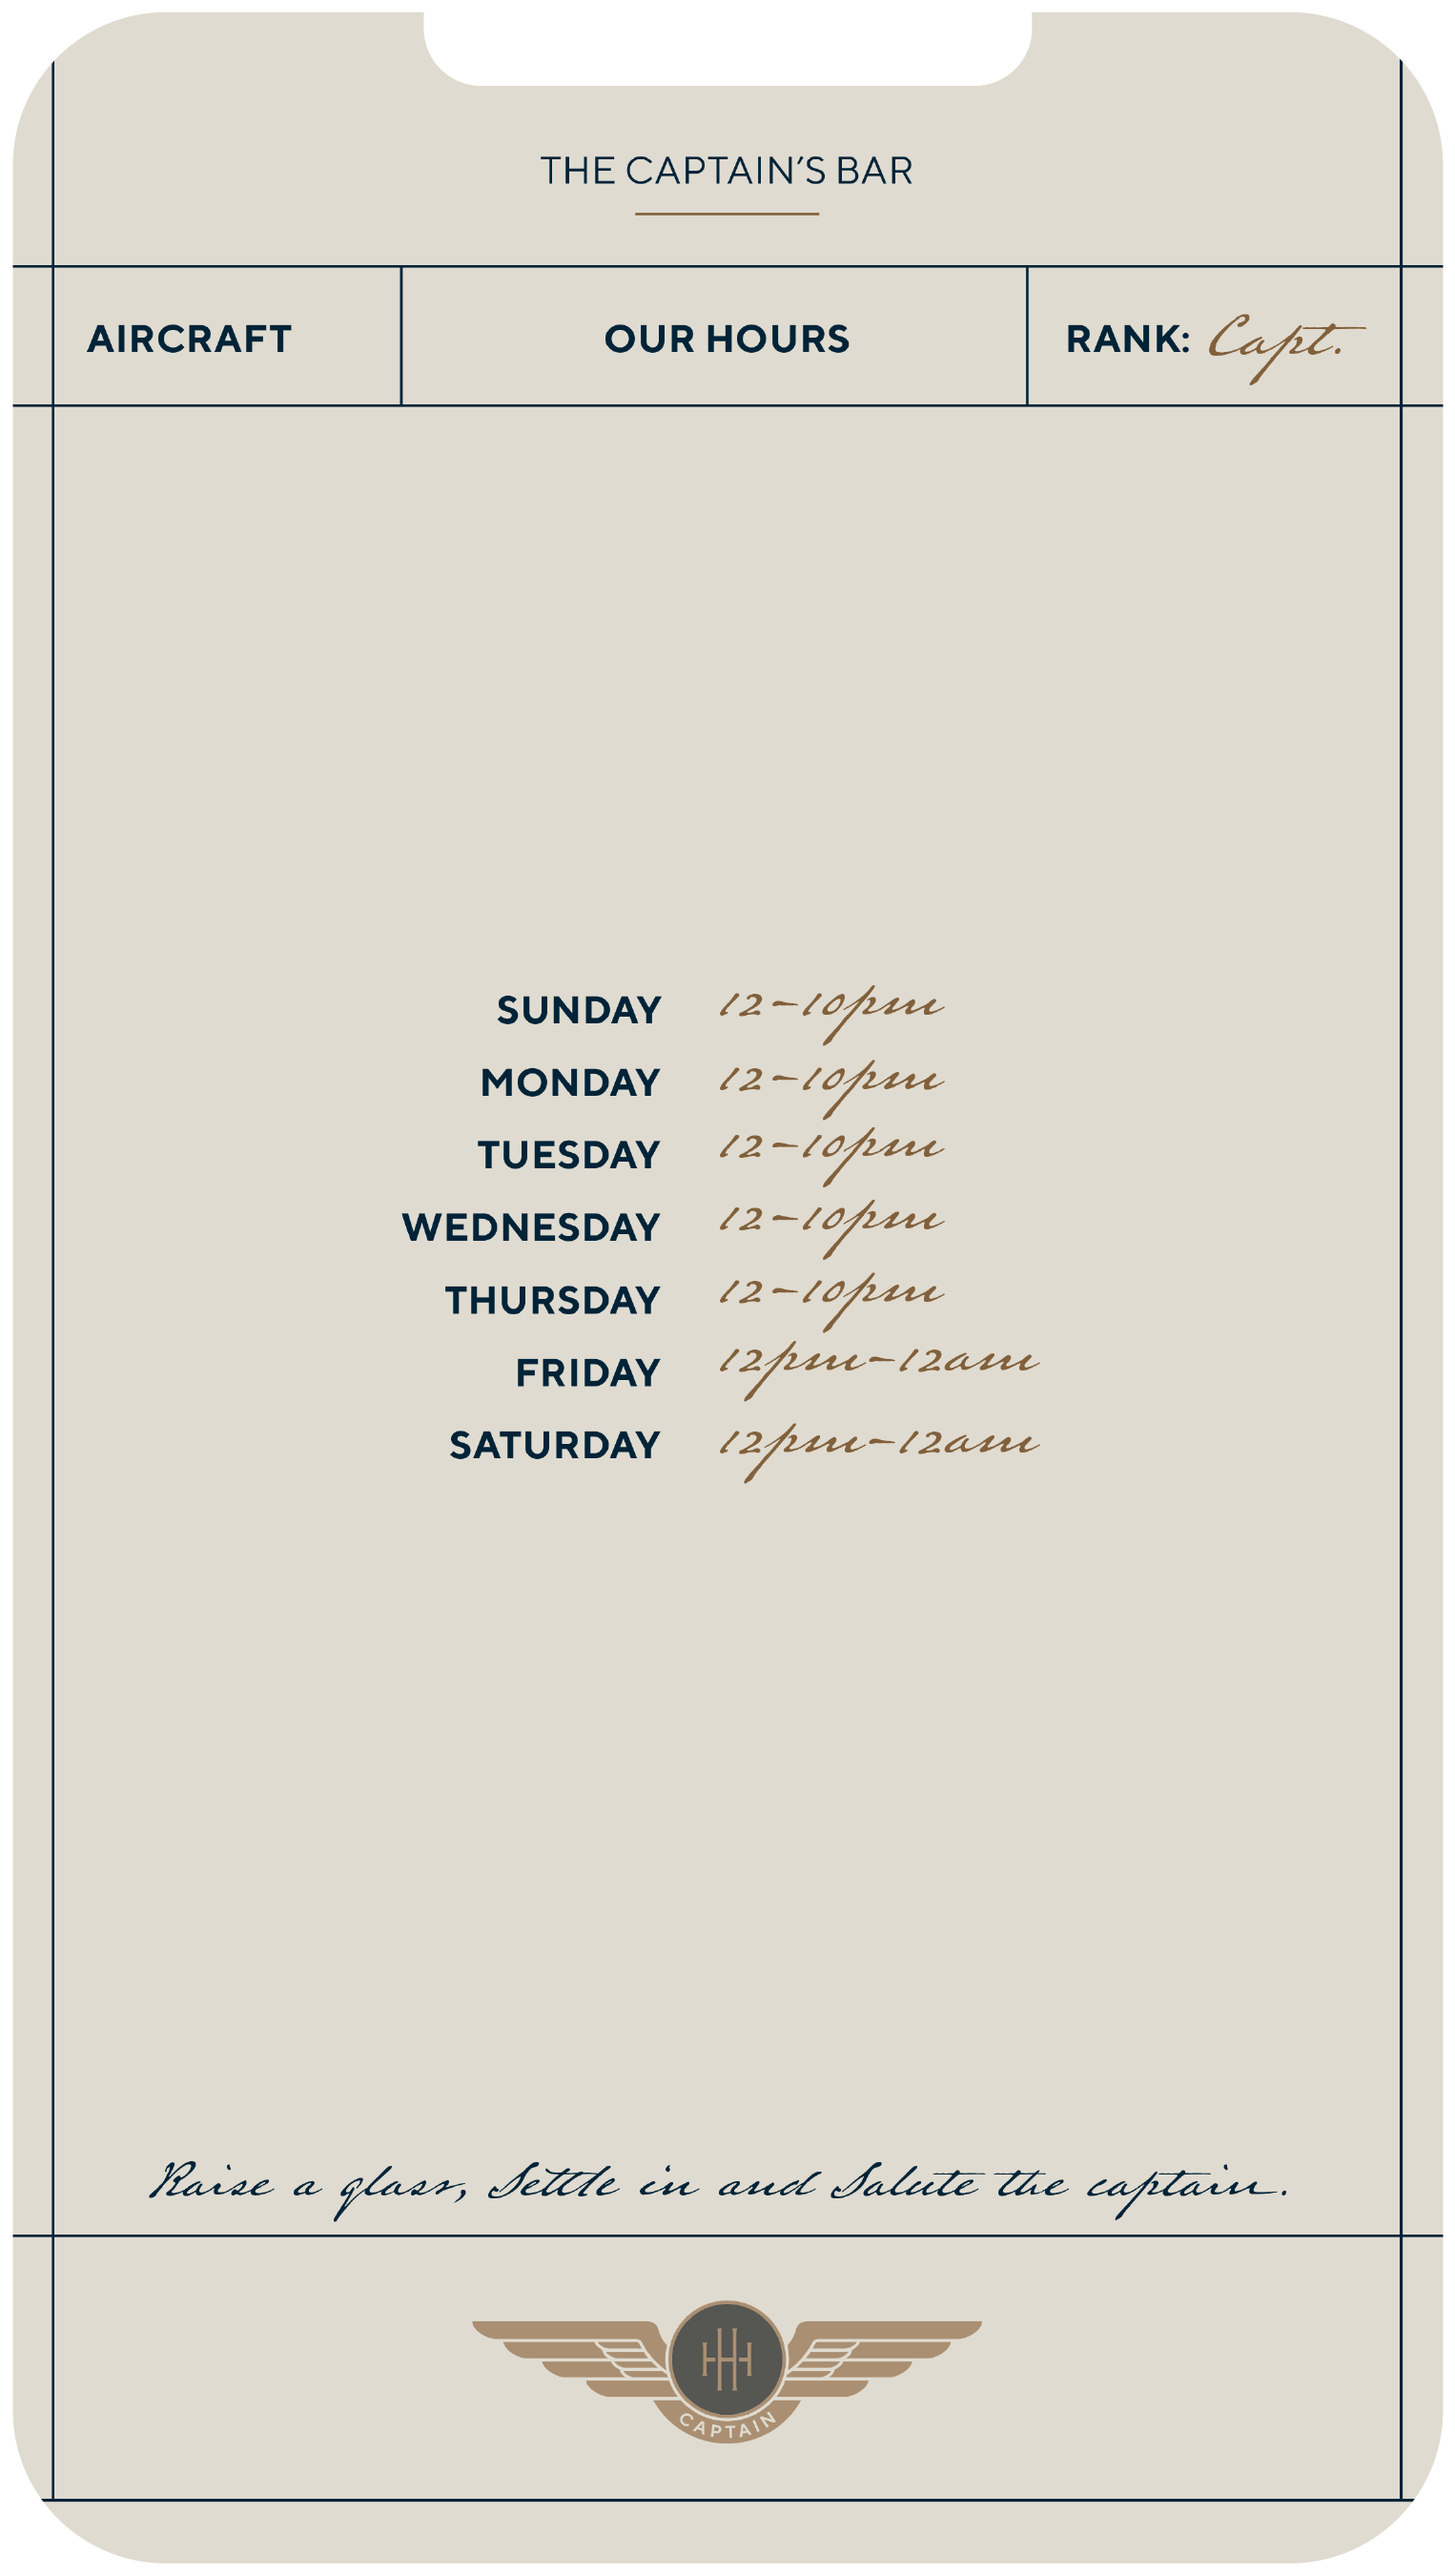 THE CAPTAIN'S BAR
AIRCRAFT
OUR HOURS
RANK: Capt.
SUNDAY 12-10pm
MONDAY 12-10pm
TUESDAY 12-10pm
WEDNESDAY 12-10pm
THURSDAY 12-10pm
FRIDAY 12pm-12am
SATURDAY 12pm-12am
Raise a glass, Settle in and Salute the captain.
HH
CAPTAIN